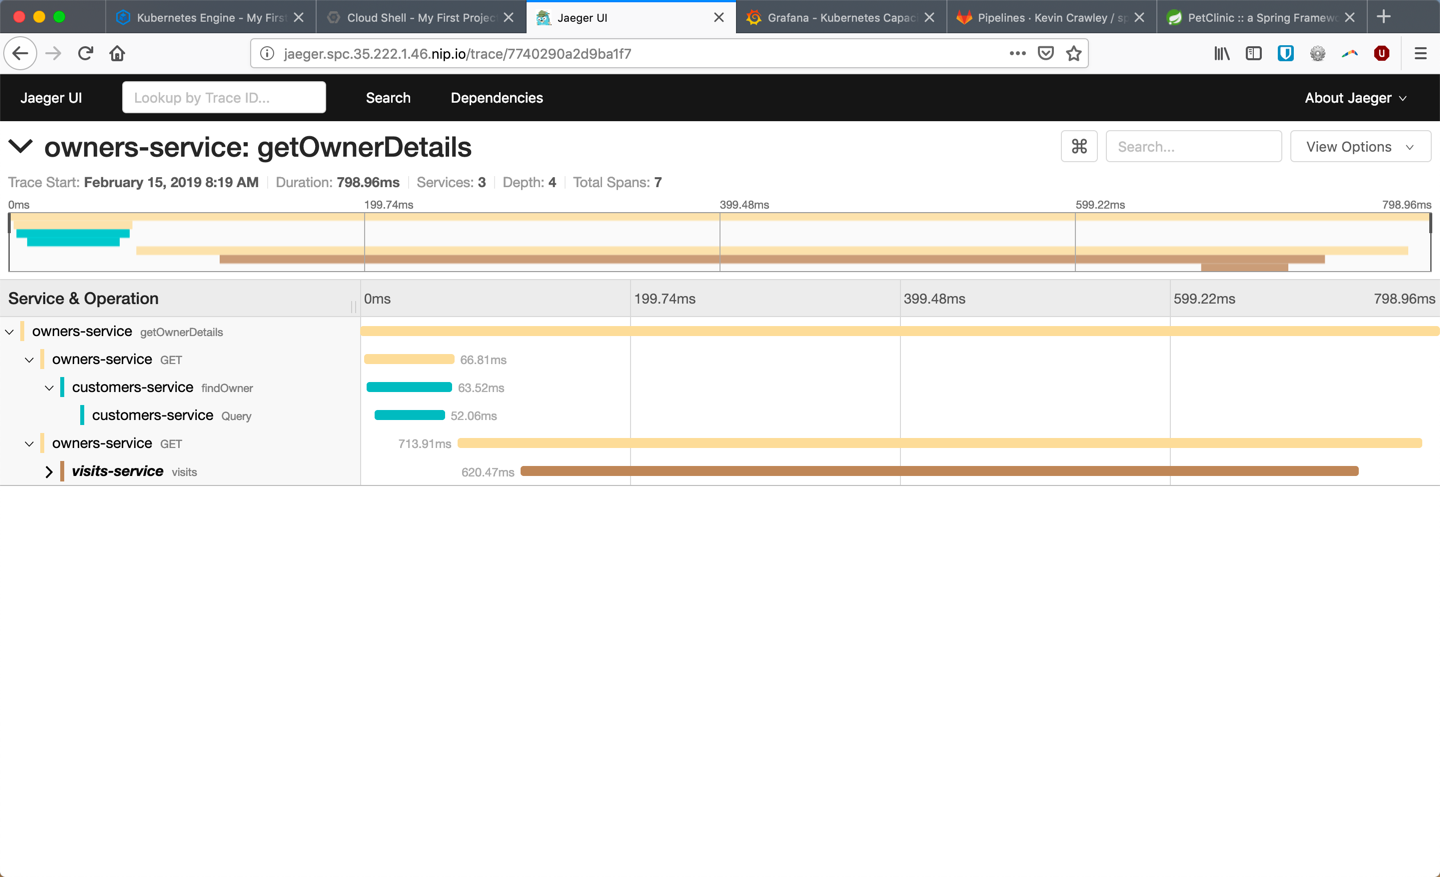 Kubernetes Engine - My First
Cloud Shell - My First Project
Jaeger UI
Grafana - Kubernetes Capac
Pipelines · Kevin Crawley / sp
PetClinic :: a Spring Framewo
jaeger.spc.35.222.1.46.nip.io/trace/7740290a2d9ba1f7
Jaeger UI
Lookup by Trace ID...
Search
Dependencies
About Jaeger
owners-service: getOwnerDetails
⌘
Search...
View Options
Trace Start: February 15, 2019 8:19 AM
Duration: 798.96ms
Services: 3
Depth: 4
Total Spans: 7
0ms
199.74ms
399.48ms
599.22ms
798.96ms
Service & Operation
0ms
199.74ms
399.48ms
599.22ms
798.96ms
owners-service getOwnerDetails
owners-service GET
66.81ms
customers-service findOwner
63.52ms
customers-service Query
52.06ms
owners-service GET
713.91ms
visits-service visits
620.47ms